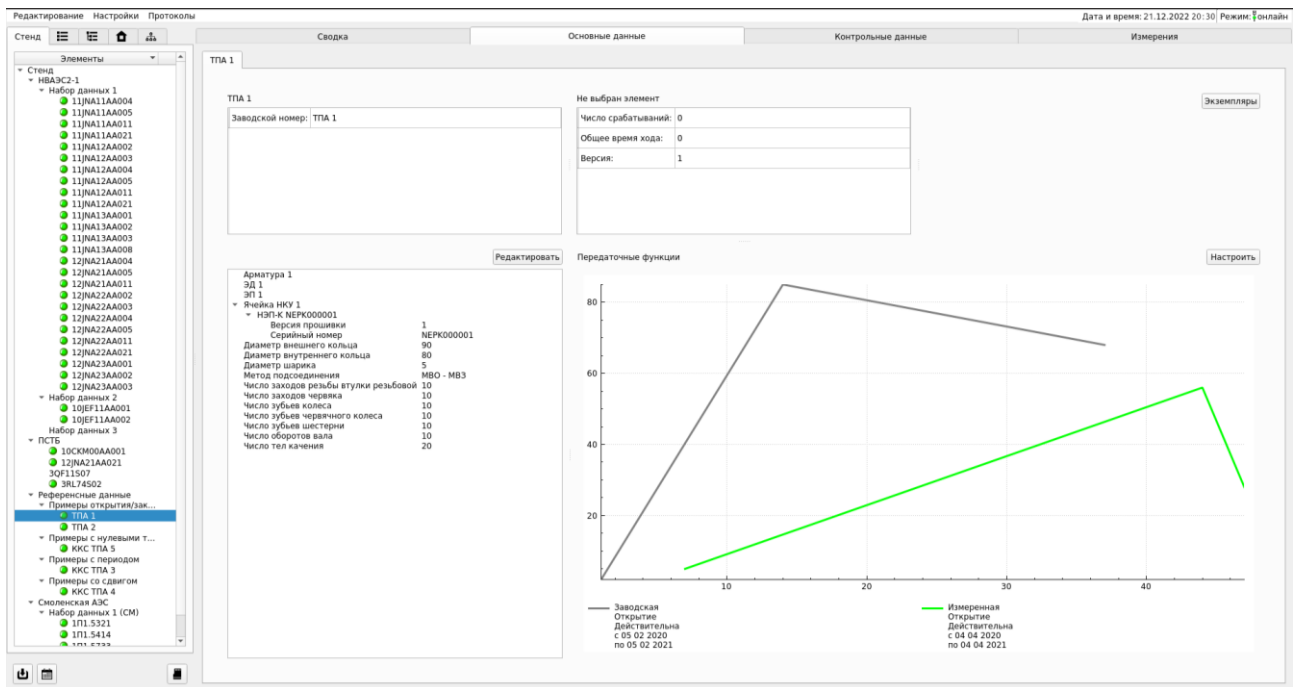 Редактирование Настройки Протоколы
Дата и время: 21.12.2022 20:30 Режим: онлайн
Стенд
Сводка
Основные данные
Контрольные данные
Измерения
Элементы
Стенд
НВАЭС2-1
Набор данных 1
11JNA11AA004
11JNA11AA005
11JNA11AA011
11JNA11AA021
11JNA12AA002
11JNA12AA003
11JNA12AA004
11JNA12AA005
11JNA12AA011
11JNA12AA021
11JNA13AA001
11JNA13AA002
11JNA13AA003
11JNA13AA008
12JNA21AA004
12JNA21AA005
12JNA21AA011
12JNA22AA002
12JNA22AA003
12JNA22AA004
12JNA22AA005
12JNA22AA011
12JNA22AA021
12JNA23AA001
12JNA23AA002
12JNA23AA003
Набор данных 2
10JEF11AA001
10JEF11AA002
Набор данных 3
ПСТБ
10CKM00AA001
12JNA21AA021
3QF11S07
3RL74S02
Референсные данные
Примеры открытия/зак...
ТПА 1
ТПА 2
Примеры с нулевыми т...
ККС ТПА 5
Примеры с периодом
ККС ТПА 3
Примеры со сдвигом
ККС ТПА 4
Смоленская АЭС
Набор данных 1 (СМ)
1П1.5321
1П1.5414
1П1.5733
ТПА 1
ТПА 1
Заводской номер: ТПА 1
Не выбран элемент
Число срабатываний: 0
Общее время хода: 0
Версия: 1
Экземпляры
Редактировать
Арматура 1
ЭД 1
ЭП 1
Ячейка НКУ 1
НЭП-К NEPK000001
Версия прошивки 1
Серийный номер NEPK000001
Диаметр внешнего кольца 90
Диаметр внутреннего кольца 80
Диаметр шарика 5
Метод подсоединения МВО - МВЗ
Число заходов резьбы втулки резьбовой 10
Число заходов червяка 10
Число зубьев колеса 10
Число зубьев червячного колеса 10
Число зубьев шестерни 10
Число оборотов вала 10
Число тел качения 20
Передаточные функции
Настроить
80
60
40
20
10 20 30 40
Заводская
Открытие
Действительна
с 05 02 2020
по 05 02 2021
Измеренная
Открытие
Действительна
с 04 04 2020
по 04 04 2021